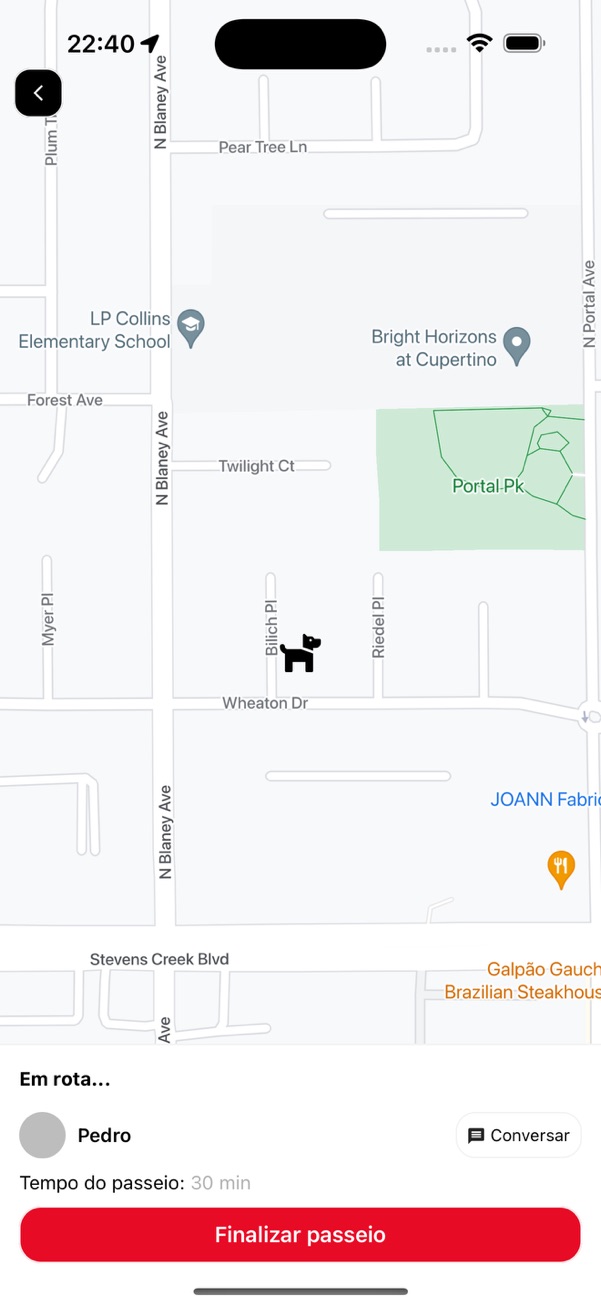 22:40
N Blaney Ave
Plum T
Pear Tree Ln
N Portal Ave
LP Collins
Elementary School
Bright Horizons
at Cupertino
Forest Ave
N Blaney Ave
Twilight Ct
Portal Pk
Myer Pl
Bilich Pl
Riedel Pl
Wheaton Dr
JOANN Fabric
N Blaney Ave
Stevens Creek Blvd
Galpão Gauch
Brazilian Steakhous
Ave
Em rota...
Pedro
Conversar
Tempo do passeio: 30 min
Finalizar passeio